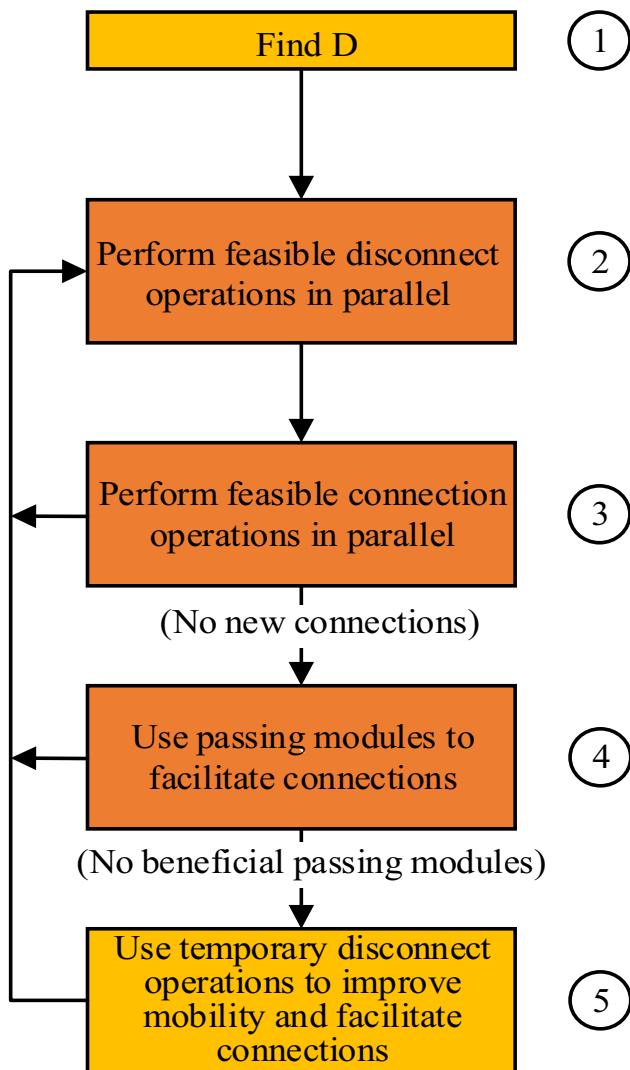 Find D
1
Perform feasible disconnect
operations in parallel
2
Perform feasible connection
operations in parallel
3
(No new connections)
Use passing modules to
facilitate connections
4
(No beneficial passing modules)
Use temporary disconnect
operations to improve
mobility and facilitate
connections
5